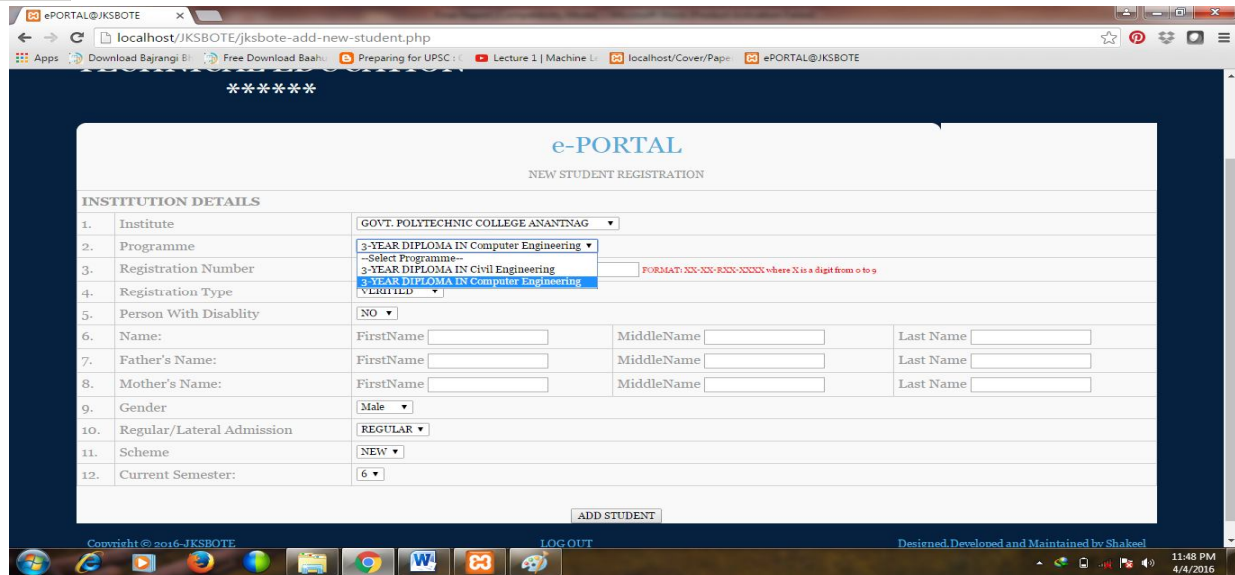 ePORTAL@JKSBOTE
localhost/JKSBOTE/jksbote-add-new-student.php
Apps Download Bajrangi Bh Free Download Baahu Preparing for UPSC : Lecture 1 | Machine Le localhost/Cover/Pape ePORTAL@JKSBOTE
TECHNICAL EDUCATION
******
e-PORTAL
NEW STUDENT REGISTRATION
INSTITUTION DETAILS
1. Institute GOVT. POLYTECHNIC COLLEGE ANANTNAG
2. Programme 3-YEAR DIPLOMA IN Computer Engineering
--Select Programme--
3-YEAR DIPLOMA IN Civil Engineering
3-YEAR DIPLOMA IN Computer Engineering
3. Registration Number FORMAT: XX-XX-RXX-XXXX where X is a digit from 0 to 9
4. Registration Type VERIFIED
5. Person With Disablity NO
6. Name: FirstName MiddleName Last Name
7. Father's Name: FirstName MiddleName Last Name
8. Mother's Name: FirstName MiddleName Last Name
9. Gender Male
10. Regular/Lateral Admission REGULAR
11. Scheme NEW
12. Current Semester: 6
ADD STUDENT
Copyright © 2016-JKSBOTE LOG OUT Designed,Developed and Maintained by Shakeel
11:48 PM
4/4/2016